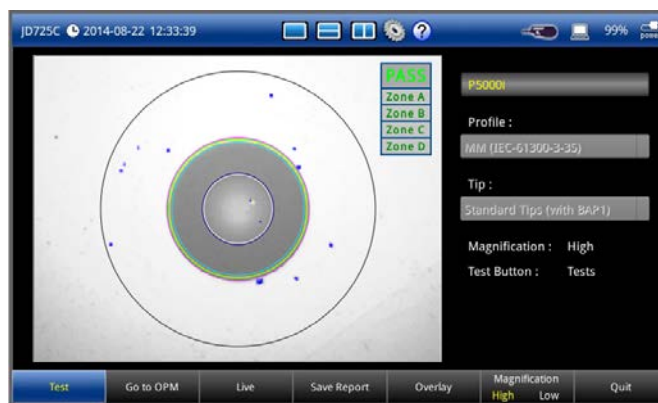 JD725C 2014-08-22 12:33:39
? 99%
PASS
Zone A
Zone B
Zone C
Zone D
P5000I
Profile :
MM (IEC-61300-3-35)
Tip :
Standard Tips (with BAP1)
Magnification : High
Test Button : Tests
Test
Go to OPM
Live
Save Report
Overlay
Magnification
High Low
Quit